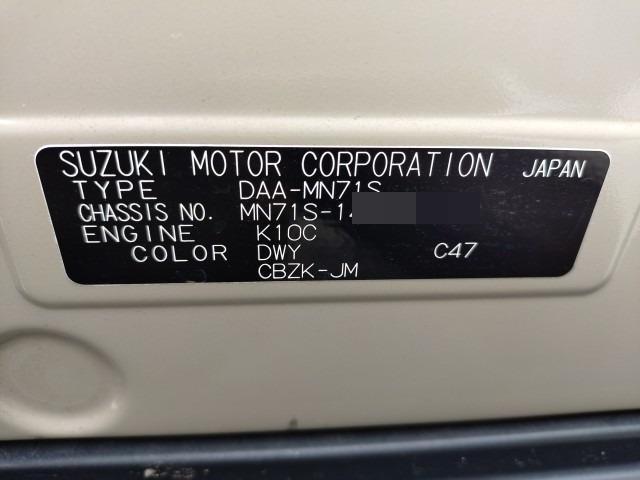 SUZUKI MOTOR CORPORATION JAPAN
TYPE DAA-MN71S
CHASSIS NO. MN71S-1
ENGINE K10C
COLOR DWY C47
CBZK-JM